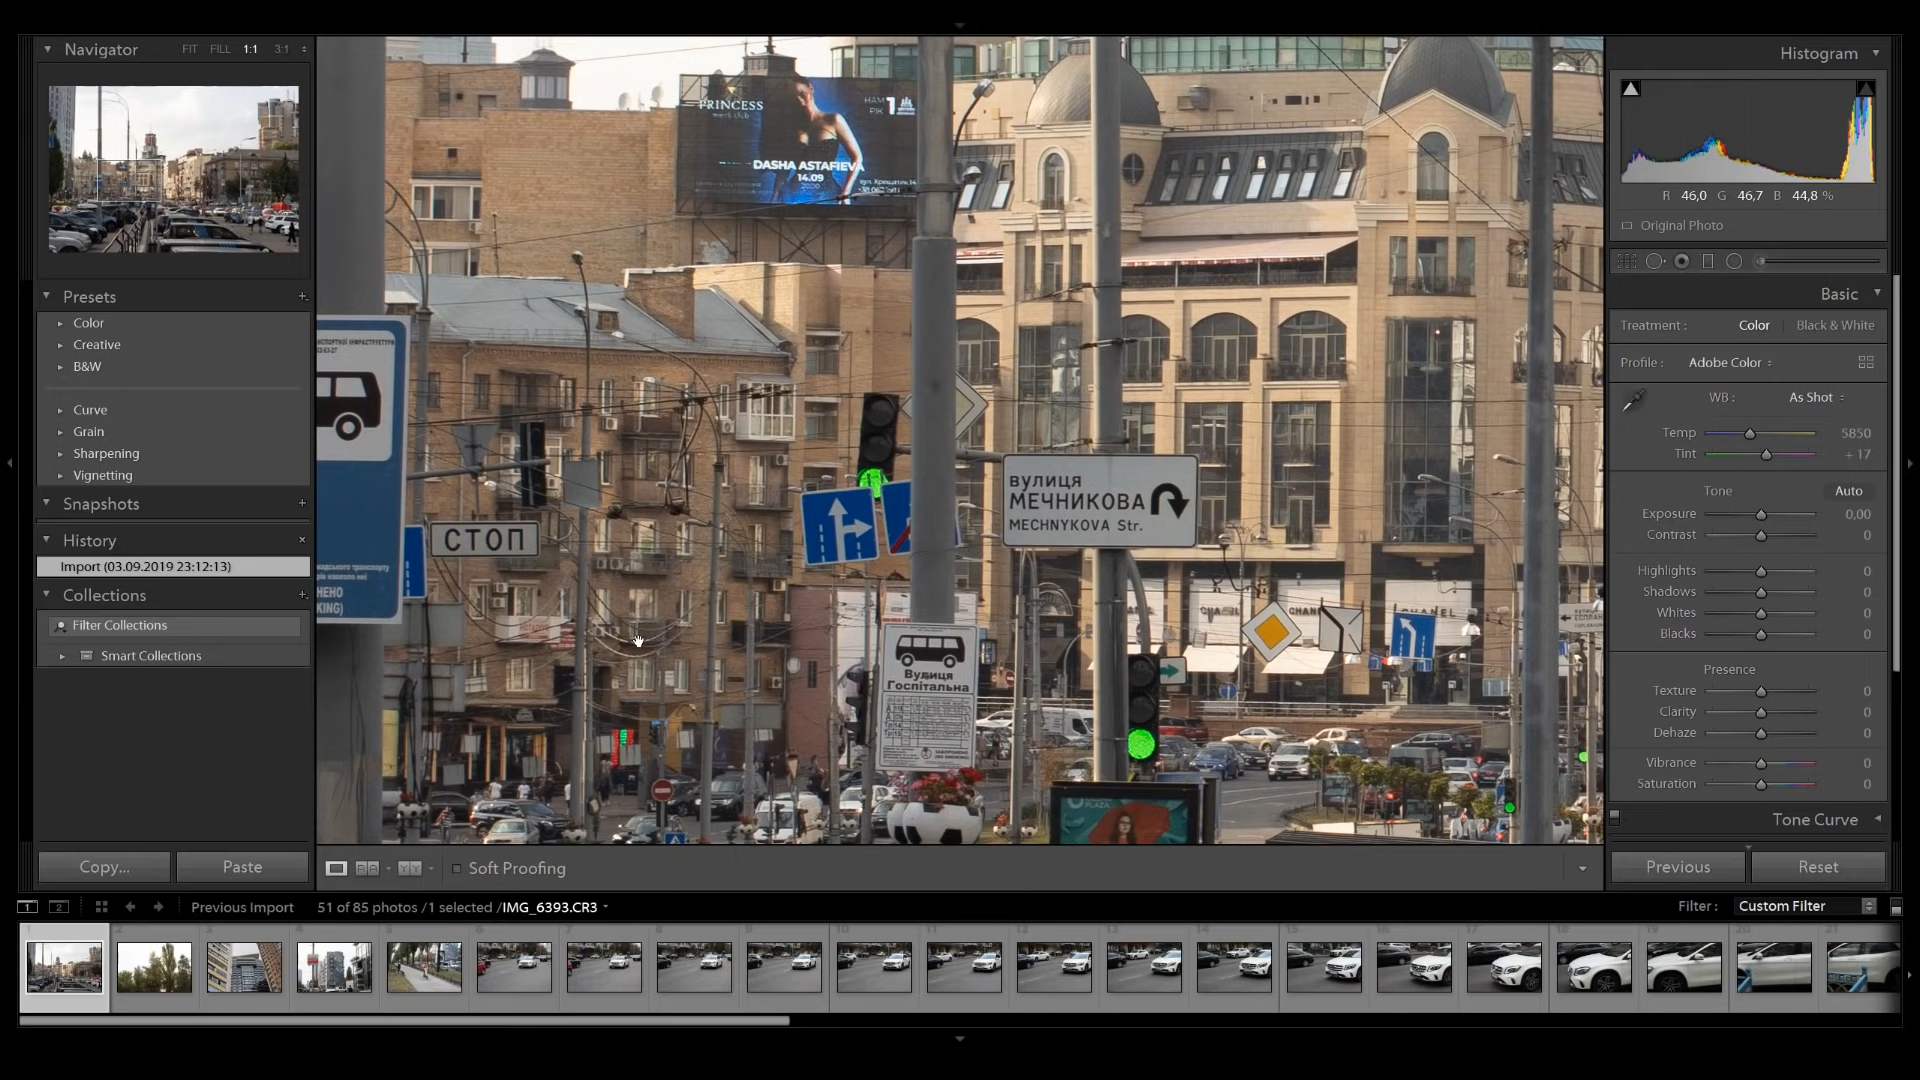 Navigator
FIT FILL 1:1 3:1
Presets
Color
Creative
B&W
Curve
Grain
Sharpening
Vignetting
Snapshots
History
Import (03.09.2019 23:12:13)
Collections
Filter Collections
Smart Collections
Copy...
Paste
PRINCESS
DASHA ASTAFIEVA
14.09
СТОП
вулиця
МЕЧНИКОВА
MECHNYKOVA Str.
Вулиця
Госпітальна
CHANEL
PLAZA
Soft Proofing
Histogram
R 46,0 G 46,7 B 44,8 %
Original Photo
Basic
Treatment : Color Black & White
Profile : Adobe Color
WB : As Shot
Temp 5850
Tint + 17
Tone Auto
Exposure 0,00
Contrast 0
Highlights 0
Shadows 0
Whites 0
Blacks 0
Presence
Texture 0
Clarity 0
Dehaze 0
Vibrance 0
Saturation 0
Tone Curve
Previous
Reset
1 2 Previous Import 51 of 85 photos /1 selected /IMG_6393.CR3
Filter : Custom Filter